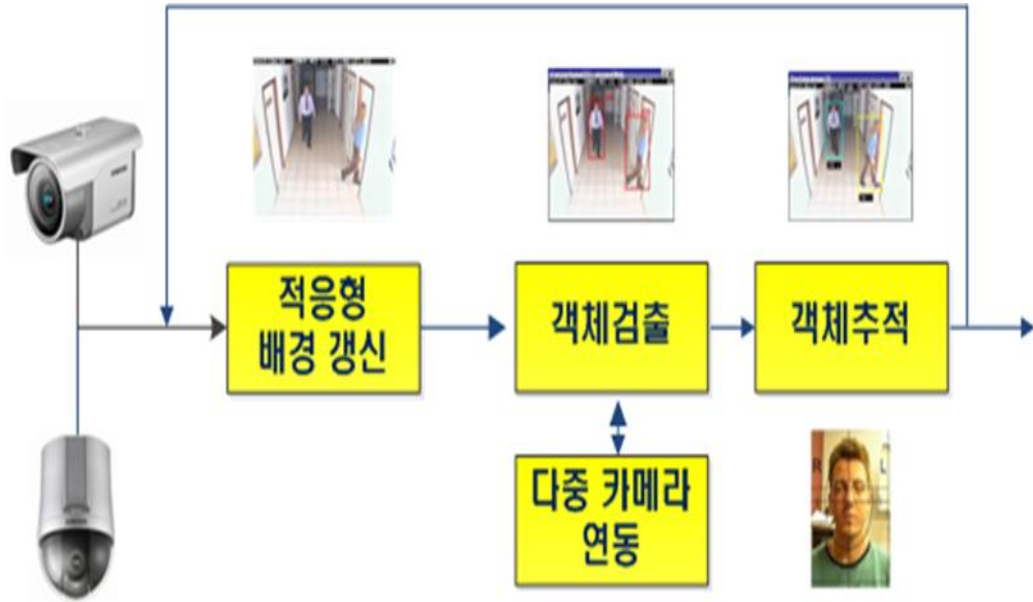 적응형
배경 갱신
객체검출
객체추적
다중 카메라
연동